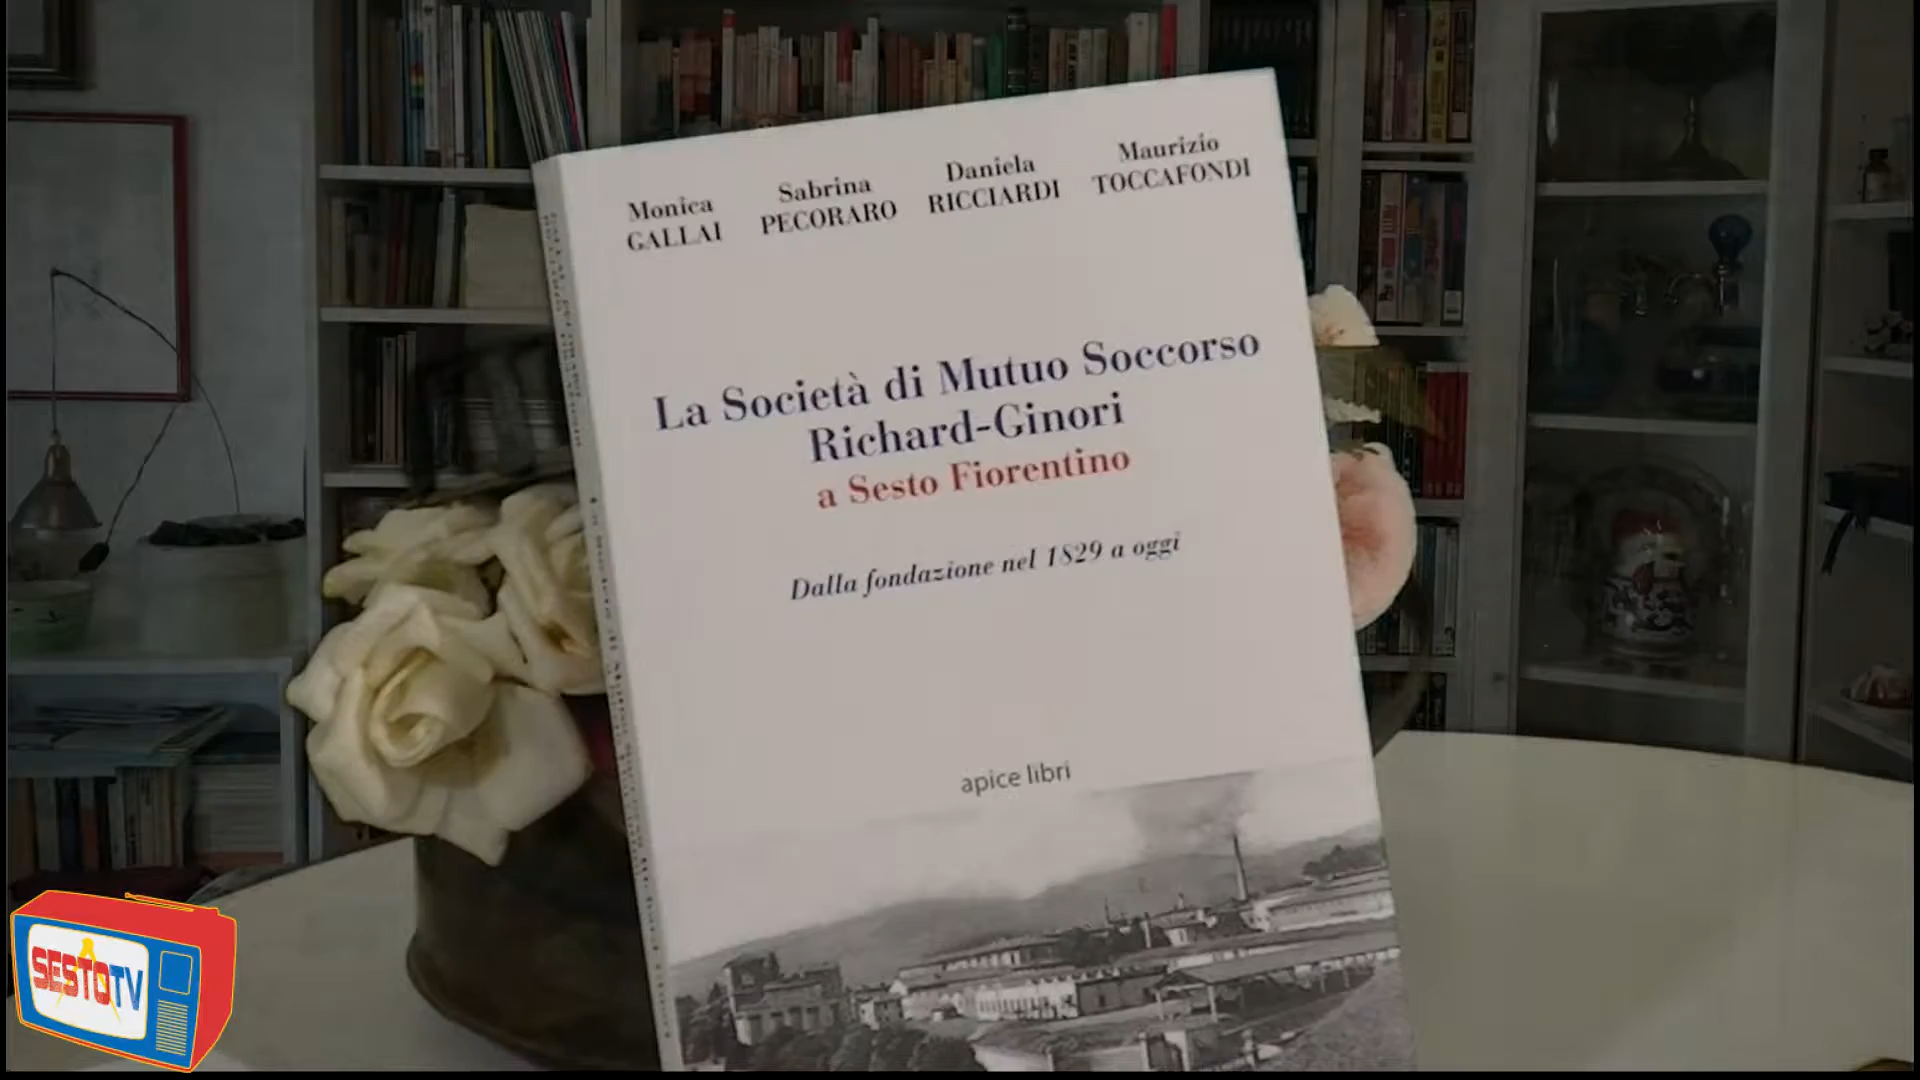 Monica
GALLAI
Sabrina
PECORARO
Daniela
RICCIARDI
Maurizio
TOCCAFONDI
La Società di Mutuo Soccorso
Richard-Ginori
a Sesto Fiorentino
Dalla fondazione nel 1829 a oggi
apice libri
SESTOTV